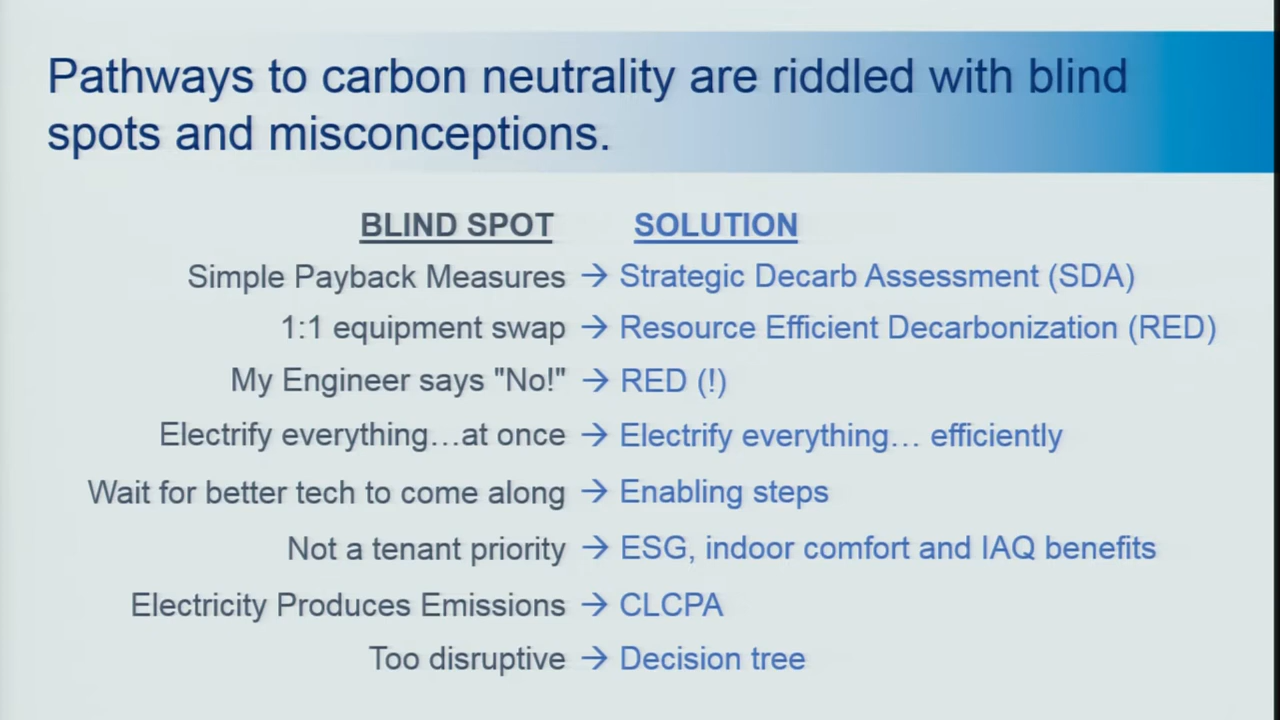 Pathways to carbon neutrality are riddled with blind
spots and misconceptions.
BLIND SPOT SOLUTION
Simple Payback Measures → Strategic Decarb Assessment (SDA)
1:1 equipment swap → Resource Efficient Decarbonization (RED)
My Engineer says "No!" → RED (!)
Electrify everything…at once → Electrify everything… efficiently
Wait for better tech to come along → Enabling steps
Not a tenant priority → ESG, indoor comfort and IAQ benefits
Electricity Produces Emissions → CLCPA
Too disruptive → Decision tree